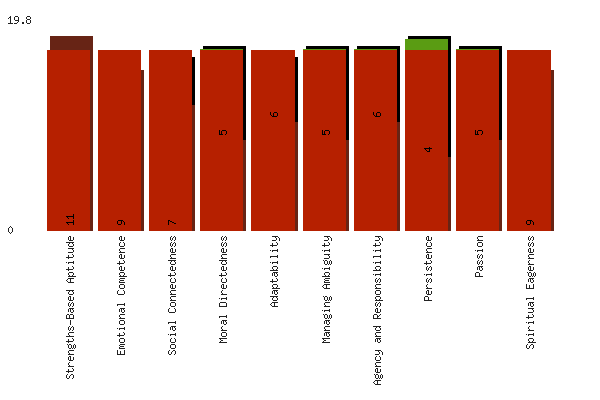 19.8
0
11
9
7
5
6
5
6
4
5
9
Strengths-Based Aptitude
Emotional Competence
Social Connectedness
Moral Directedness
Adaptability
Managing Ambiguity
Agency and Responsibility
Persistence
Passion
Spiritual Eagerness